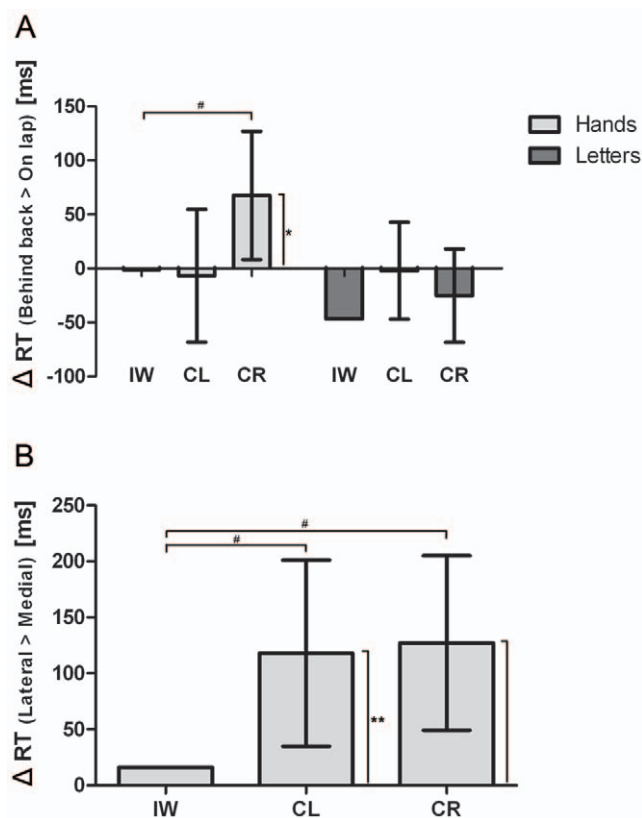 A
Δ RT (Behind back > On lap) [ms]
150
100
50
0
-50
-100
#
*
IW CL CR IW CL CR
Hands
Letters
B
Δ RT (Lateral > Medial) [ms]
250
200
150
100
50
0
#
#
**
IW CL CR